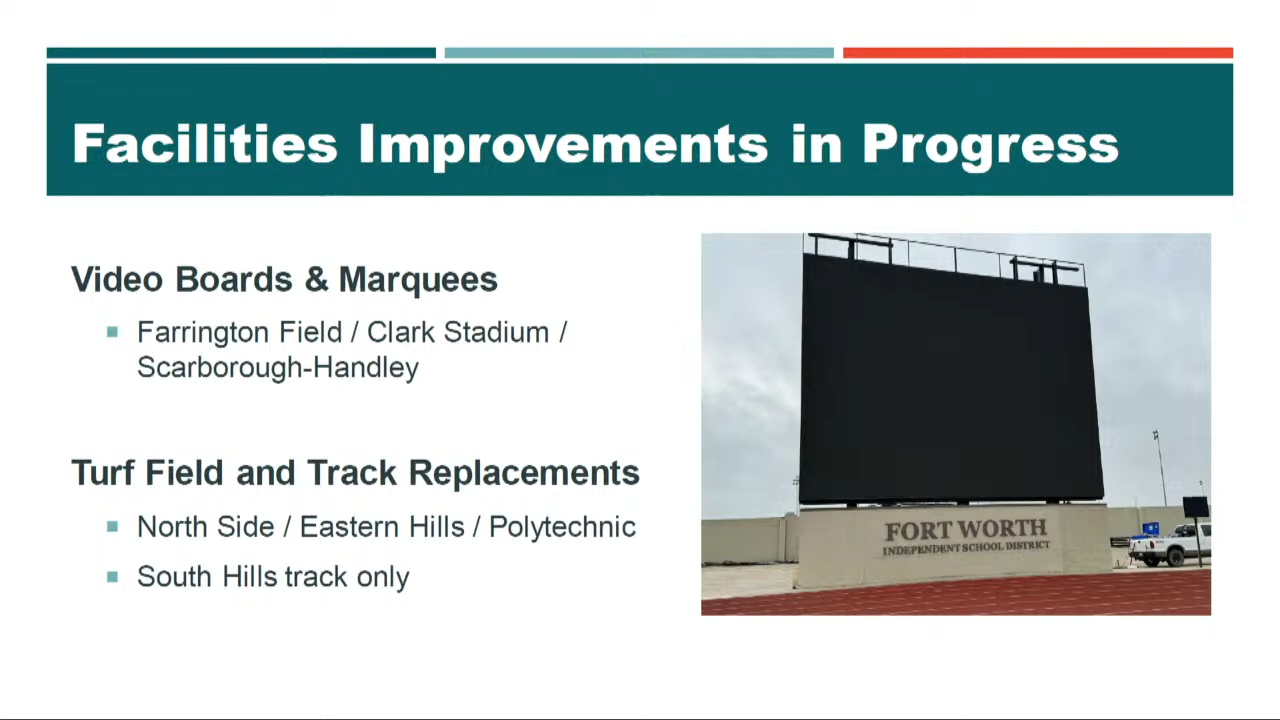 Facilities Improvements in Progress
Video Boards & Marquees
Farrington Field / Clark Stadium /
Scarborough-Handley
Turf Field and Track Replacements
North Side / Eastern Hills / Polytechnic
South Hills track only
FORT WORTH
INDEPENDENT SCHOOL DISTRICT